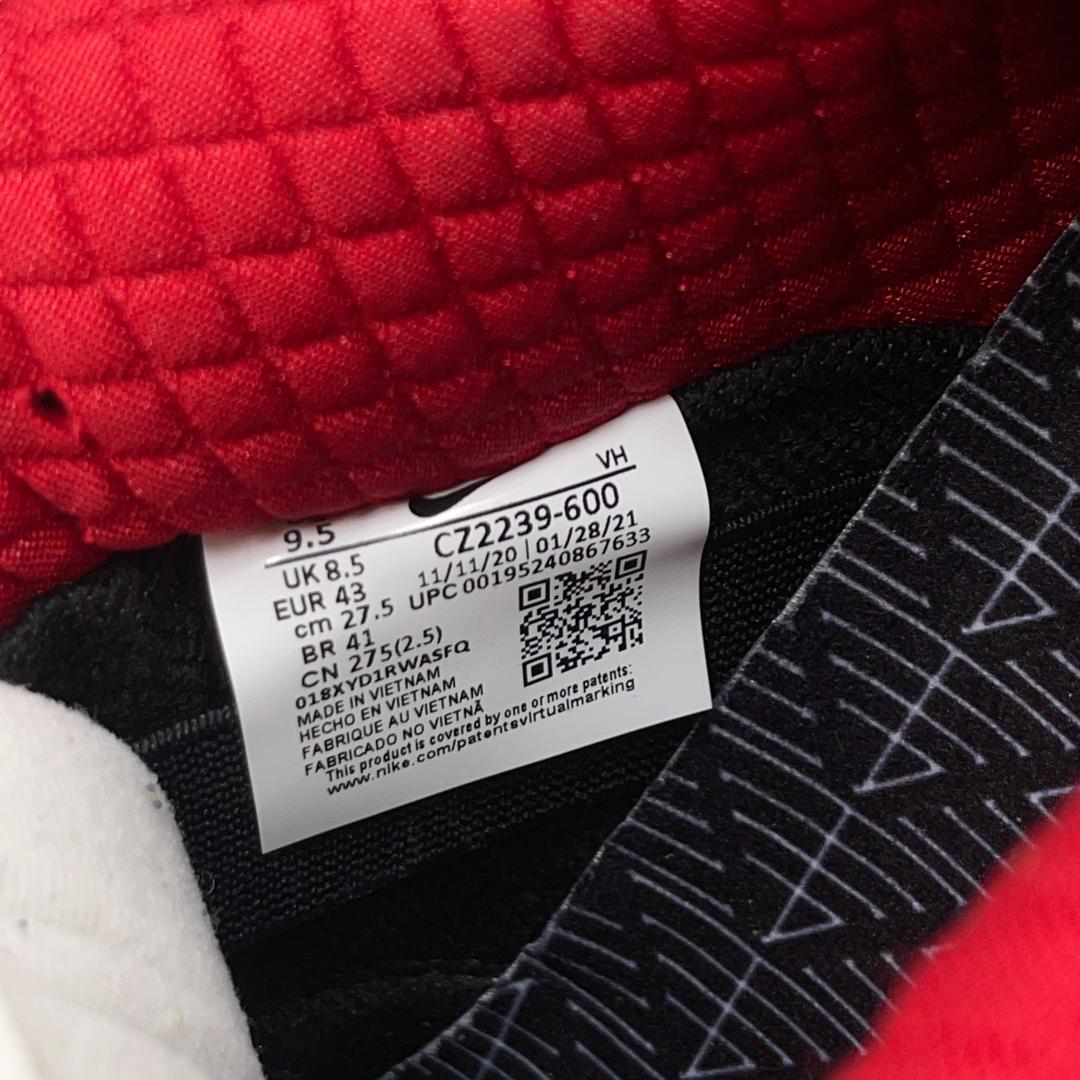 VH
9.5
CZ2239-600
UK 8.5
11/11/20 | 01/28/21
EUR 43
UPC 00195240867633
cm 27.5
BR 41
CN 275(2.5)
018XYD1RWASFQ
MADE IN VIETNAM
HECHO EN VIETNAM
FABRIQUE AU VIETNAM
FABRICADO NO VIETNÃ
This product is covered by one or more patents:
www.nike.com/patentsvirtualmarking